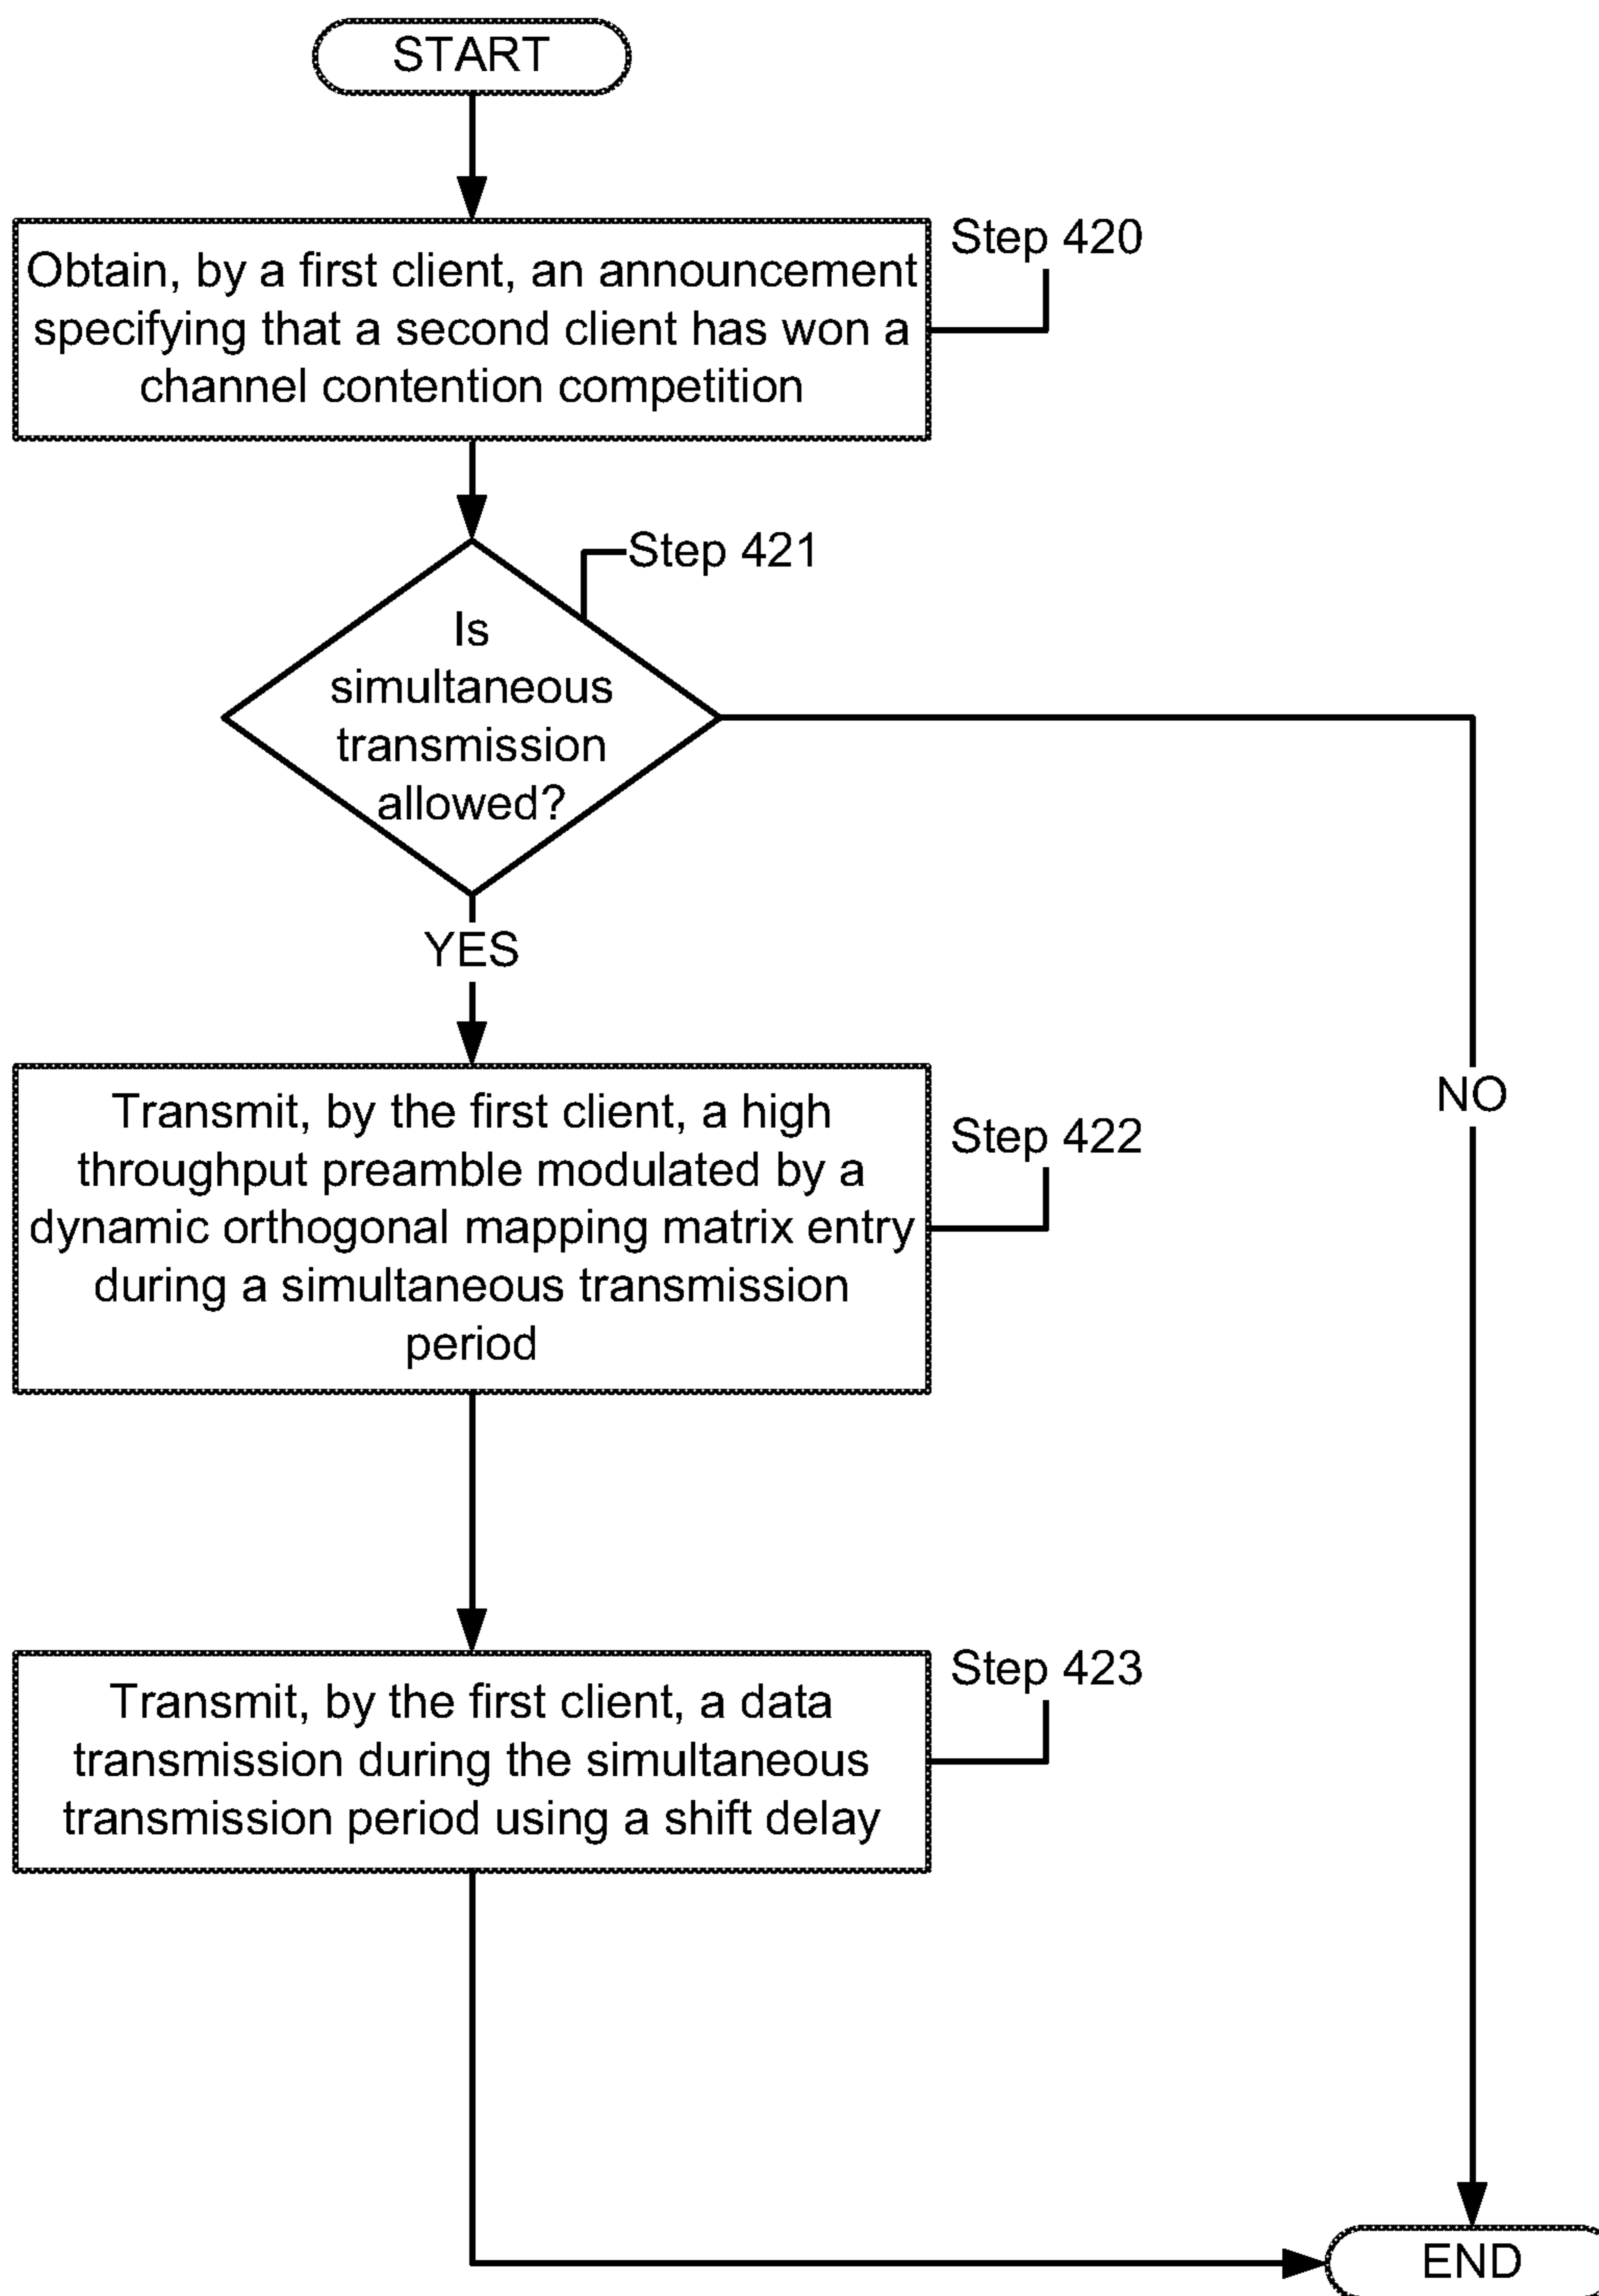 START
Obtain, by a first client, an announcement
specifying that a second client has won a
channel contention competition
Step 420
Step 421
Is
simultaneous
transmission
allowed?
YES
NO
Transmit, by the first client, a high
throughput preamble modulated by a
dynamic orthogonal mapping matrix entry
during a simultaneous transmission
period
Step 422
Transmit, by the first client, a data
transmission during the simultaneous
transmission period using a shift delay
Step 423
END